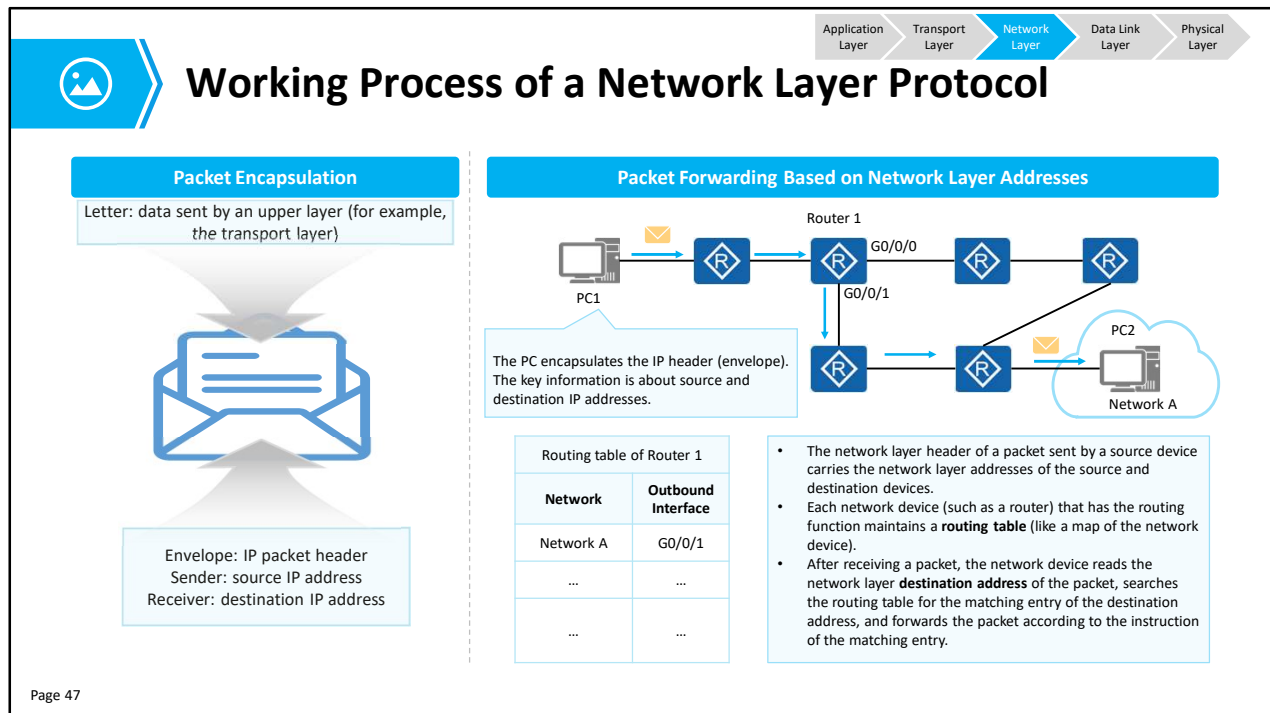 Application
Layer
Transport
Layer
Network
Layer
Data Link
Layer
Physical
Layer
Working Process of a Network Layer Protocol
Packet Encapsulation
Letter: data sent by an upper layer (for example,
the transport layer)
Envelope: IP packet header
Sender: source IP address
Receiver: destination IP address
Packet Forwarding Based on Network Layer Addresses
Router 1
G0/0/0
R
R
R
R
PC1
G0/0/1
PC2
R
R
Network A
The PC encapsulates the IP header (envelope).
The key information is about source and
destination IP addresses.
Routing table of Router 1
Network
Outbound
Interface
Network A
G0/0/1
…
…
…
…
• The network layer header of a packet sent by a source device
carries the network layer addresses of the source and
destination devices.
• Each network device (such as a router) that has the routing
function maintains a routing table (like a map of the network
device).
• After receiving a packet, the network device reads the
network layer destination address of the packet, searches
the routing table for the matching entry of the destination
address, and forwards the packet according to the instruction
of the matching entry.
Page 47